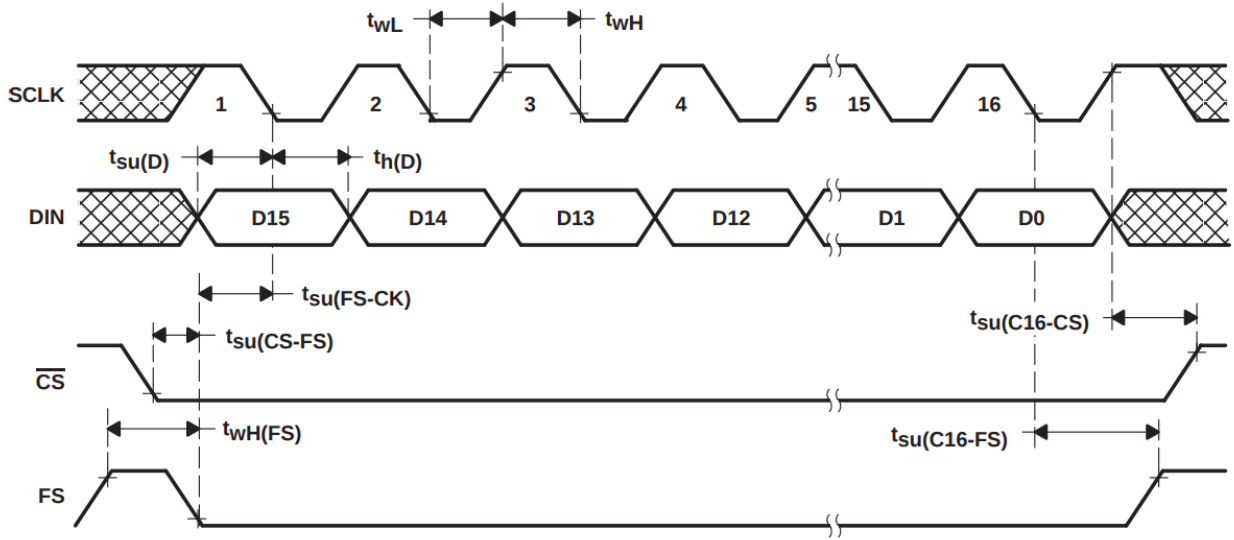 twL twH
SCLK 1 2 3 4 5 15 16
tsu(D) th(D)
DIN D15 D14 D13 D12 D1 D0
tsu(FS-CK)
tsu(C16-CS)
tsu(CS-FS)
CS
twH(FS)
tsu(C16-FS)
FS